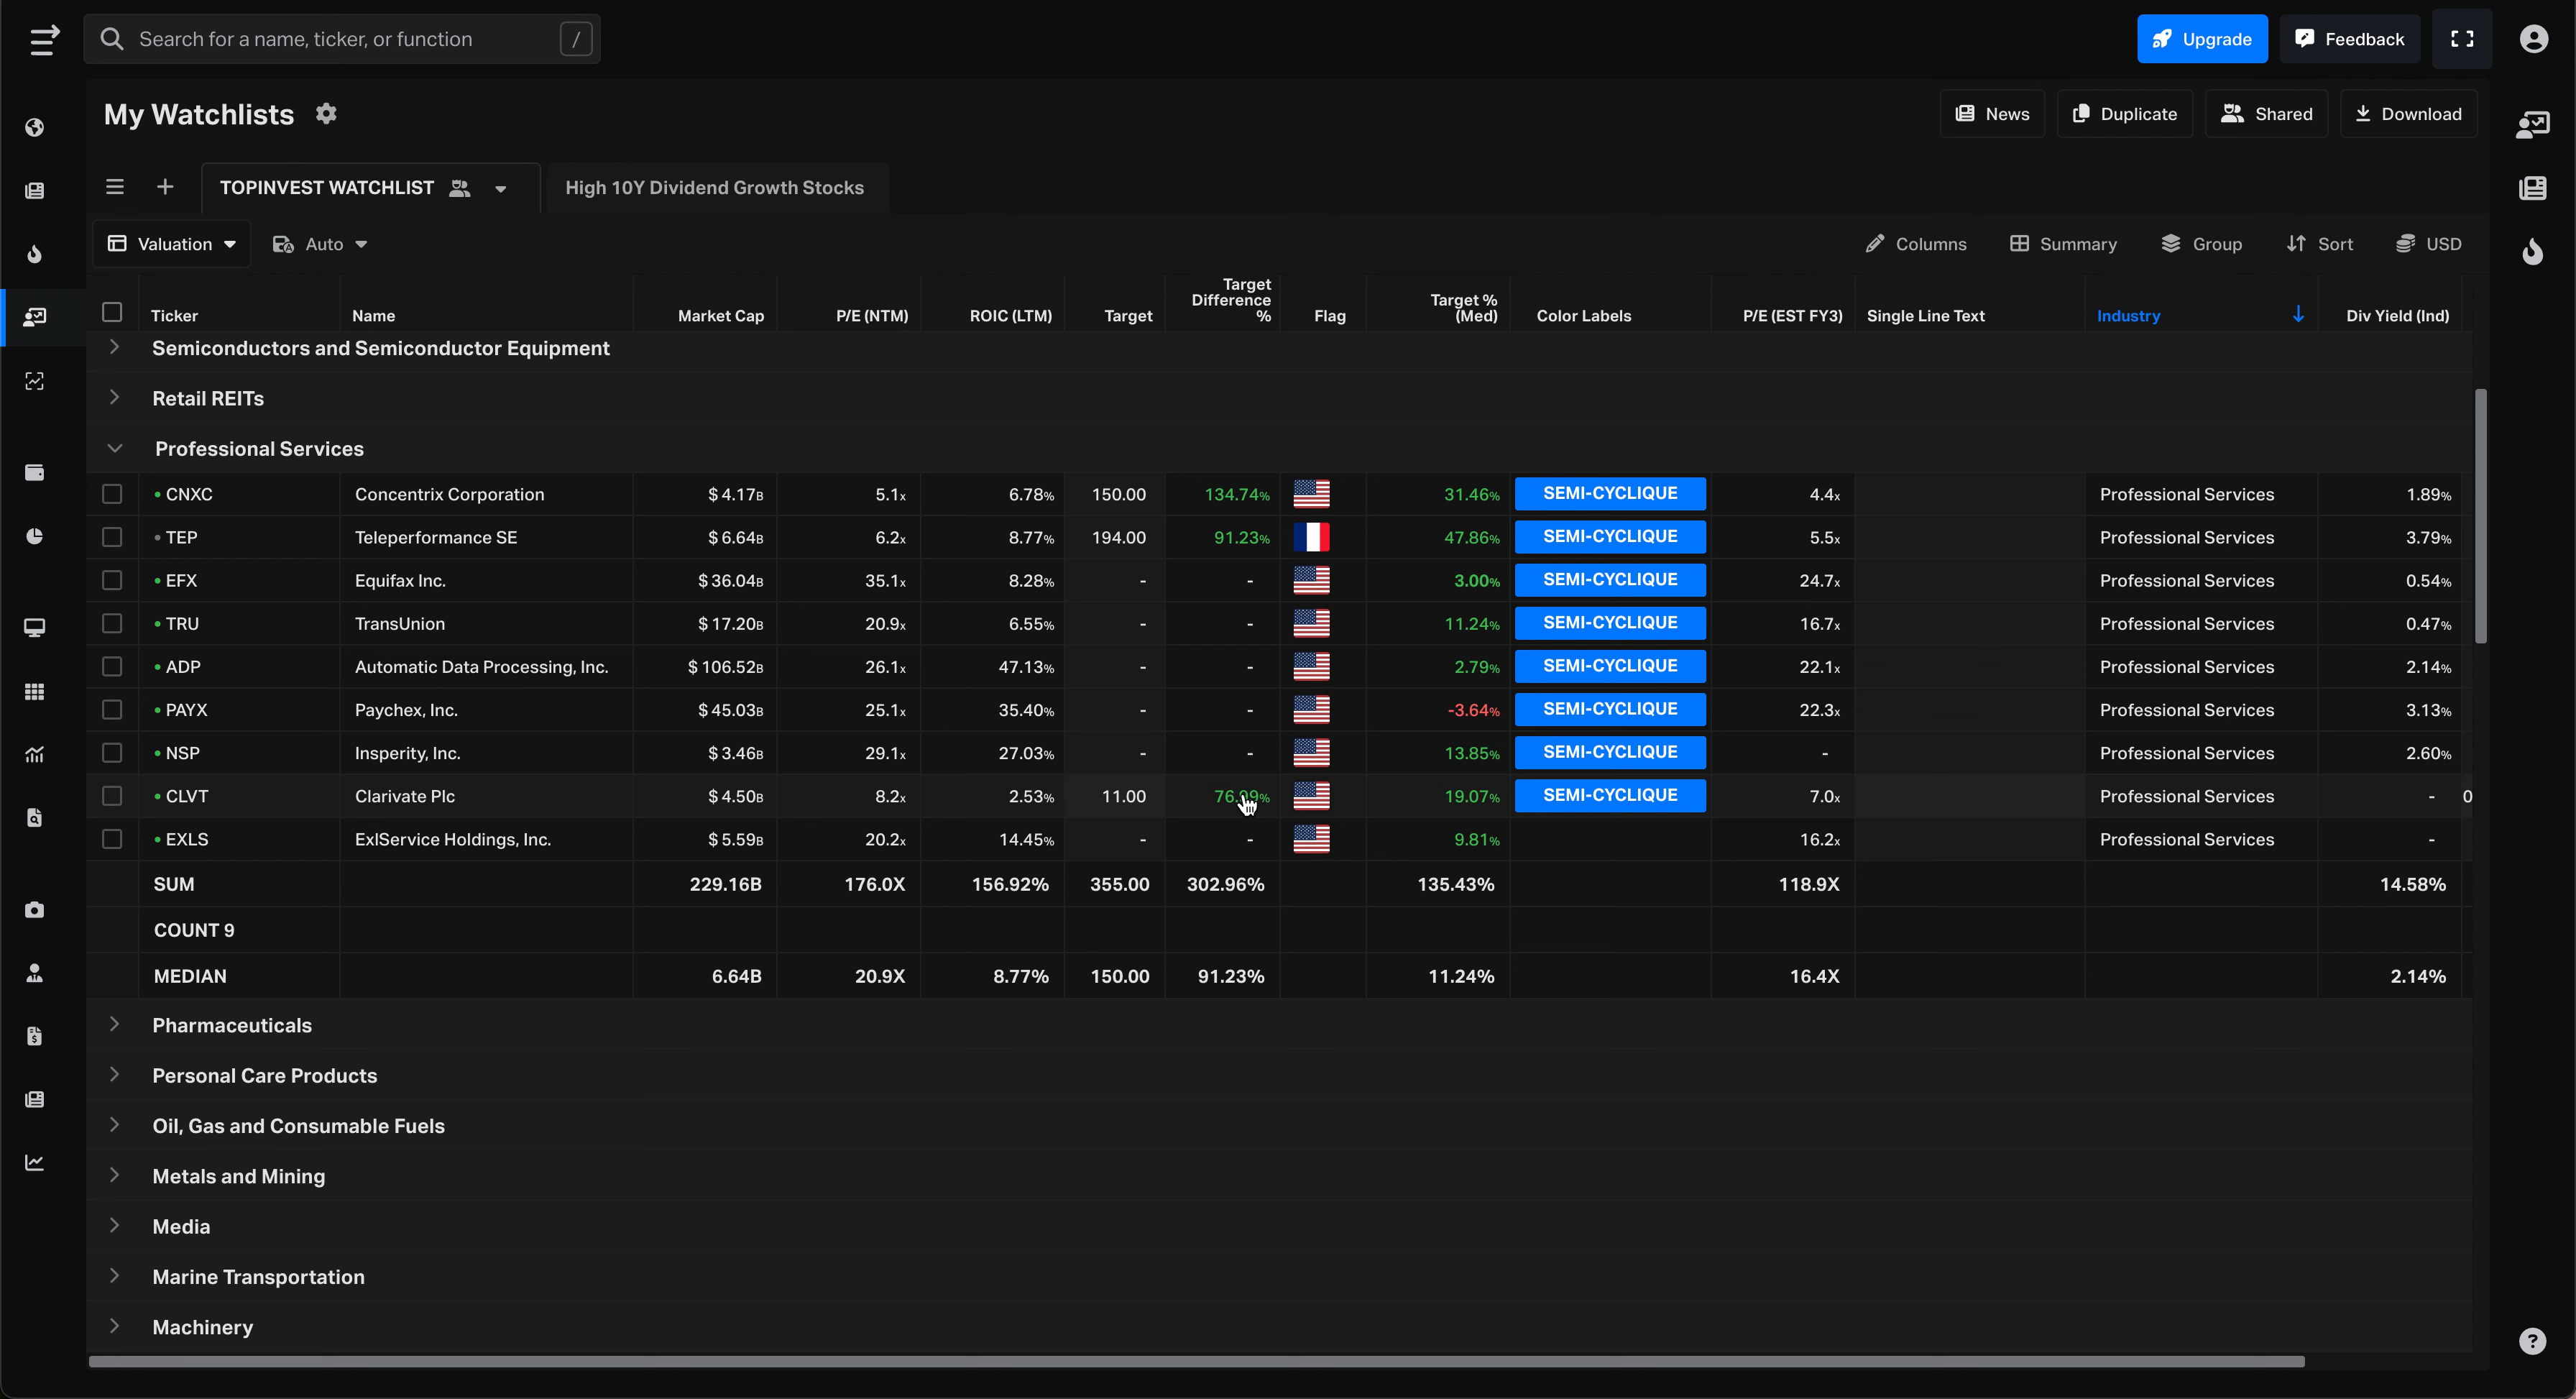 Search for a name, ticker, or function /
Upgrade Feedback
My Watchlists
News Duplicate Shared Download
TOPINVEST WATCHLIST High 10Y Dividend Growth Stocks
Valuation Auto Columns Summary Group Sort USD
Ticker Name Market Cap P/E (NTM) ROIC (LTM) Target Target Difference % Flag Target % (Med) Color Labels P/E (EST FY3) Single Line Text Industry Div Yield (Ind)
Semiconductors and Semiconductor Equipment
Retail REITs
Professional Services
CNXC Concentrix Corporation $ 4.17B 5.1x 6.78% 150.00 134.74% 31.46% SEMI-CYCLIQUE 4.4x Professional Services 1.89%
TEP Teleperformance SE $ 6.64B 6.2x 8.77% 194.00 91.23% 47.86% SEMI-CYCLIQUE 5.5x Professional Services 3.79%
EFX Equifax Inc. $ 36.04B 35.1x 8.28% - - 3.00% SEMI-CYCLIQUE 24.7x Professional Services 0.54%
TRU TransUnion $ 17.20B 20.9x 6.55% - - 11.24% SEMI-CYCLIQUE 16.7x Professional Services 0.47%
ADP Automatic Data Processing, Inc. $ 106.52B 26.1x 47.13% - - 2.79% SEMI-CYCLIQUE 22.1x Professional Services 2.14%
PAYX Paychex, Inc. $ 45.03B 25.1x 35.40% - - -3.64% SEMI-CYCLIQUE 22.3x Professional Services 3.13%
NSP Insperity, Inc. $ 3.46B 29.1x 27.03% - - 13.85% SEMI-CYCLIQUE - Professional Services 2.60%
CLVT Clarivate Plc $ 4.50B 8.2x 2.53% 11.00 19.07% SEMI-CYCLIQUE 7.0x Professional Services - 0
EXLS ExlService Holdings, Inc. $ 5.59B 20.2x 14.45% - - 9.81% 16.2x Professional Services -
SUM 229.16B 176.0X 156.92% 355.00 302.96% 135.43% 118.9X 14.58%
COUNT 9
MEDIAN 6.64B 20.9X 8.77% 150.00 91.23% 11.24% 16.4X 2.14%
Pharmaceuticals
Personal Care Products
Oil, Gas and Consumable Fuels
Metals and Mining
Media
Marine Transportation
Machinery